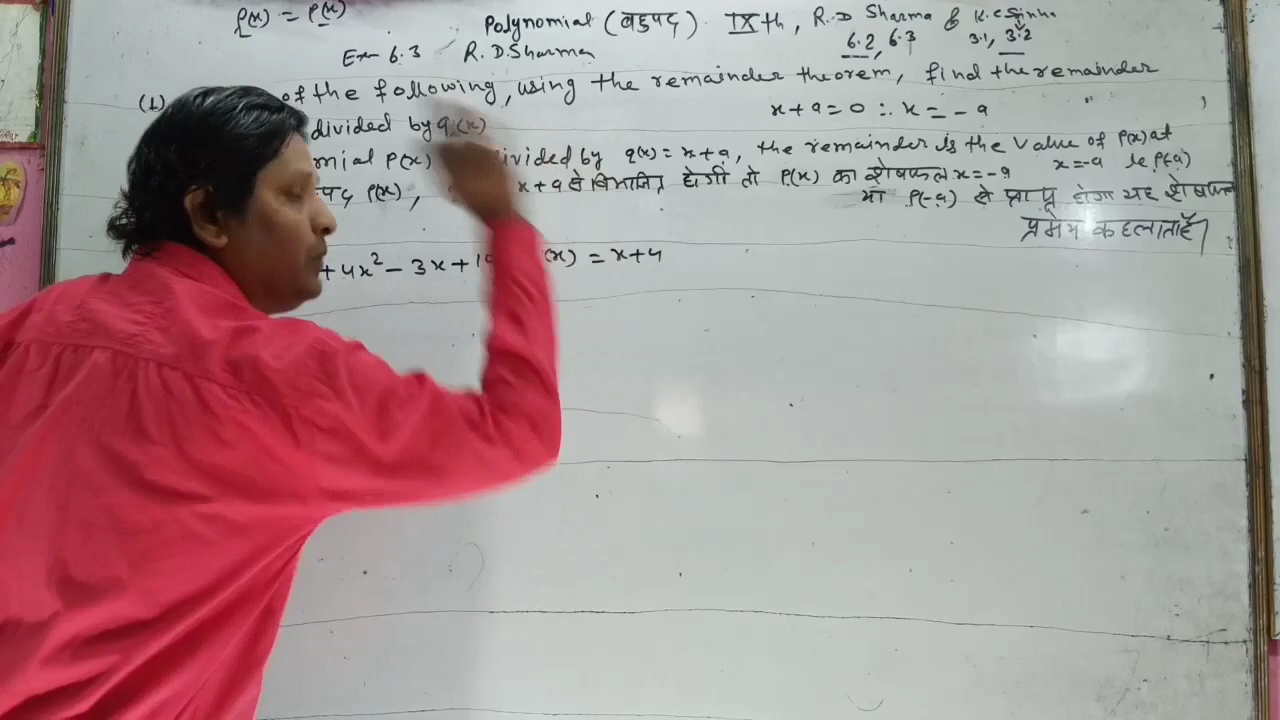 f(x) = P(x)
Polynomial (बहुपद) IXth, R.D Sharma & K.C Sinha
6.2, 6.3 3.1, 3.2
Ex- 6.3 R.D. Sharma
(1) of the following, using the remainder theorem, find the remainder
divided by q(x) x+a=0 ∴ x = -a
mial P(x) divided by q(x) = x+a, the remainder is the value of P(x) at
x=-a ie P(-a)
पद P(x), x+a से विभाजित होगी तो P(x) का शेषफल x=-a
या P(-a) से प्राप्त होगा यह शेषफल
प्रमेय कहलाता है।
+4x²-3x+1 (x) = x+4